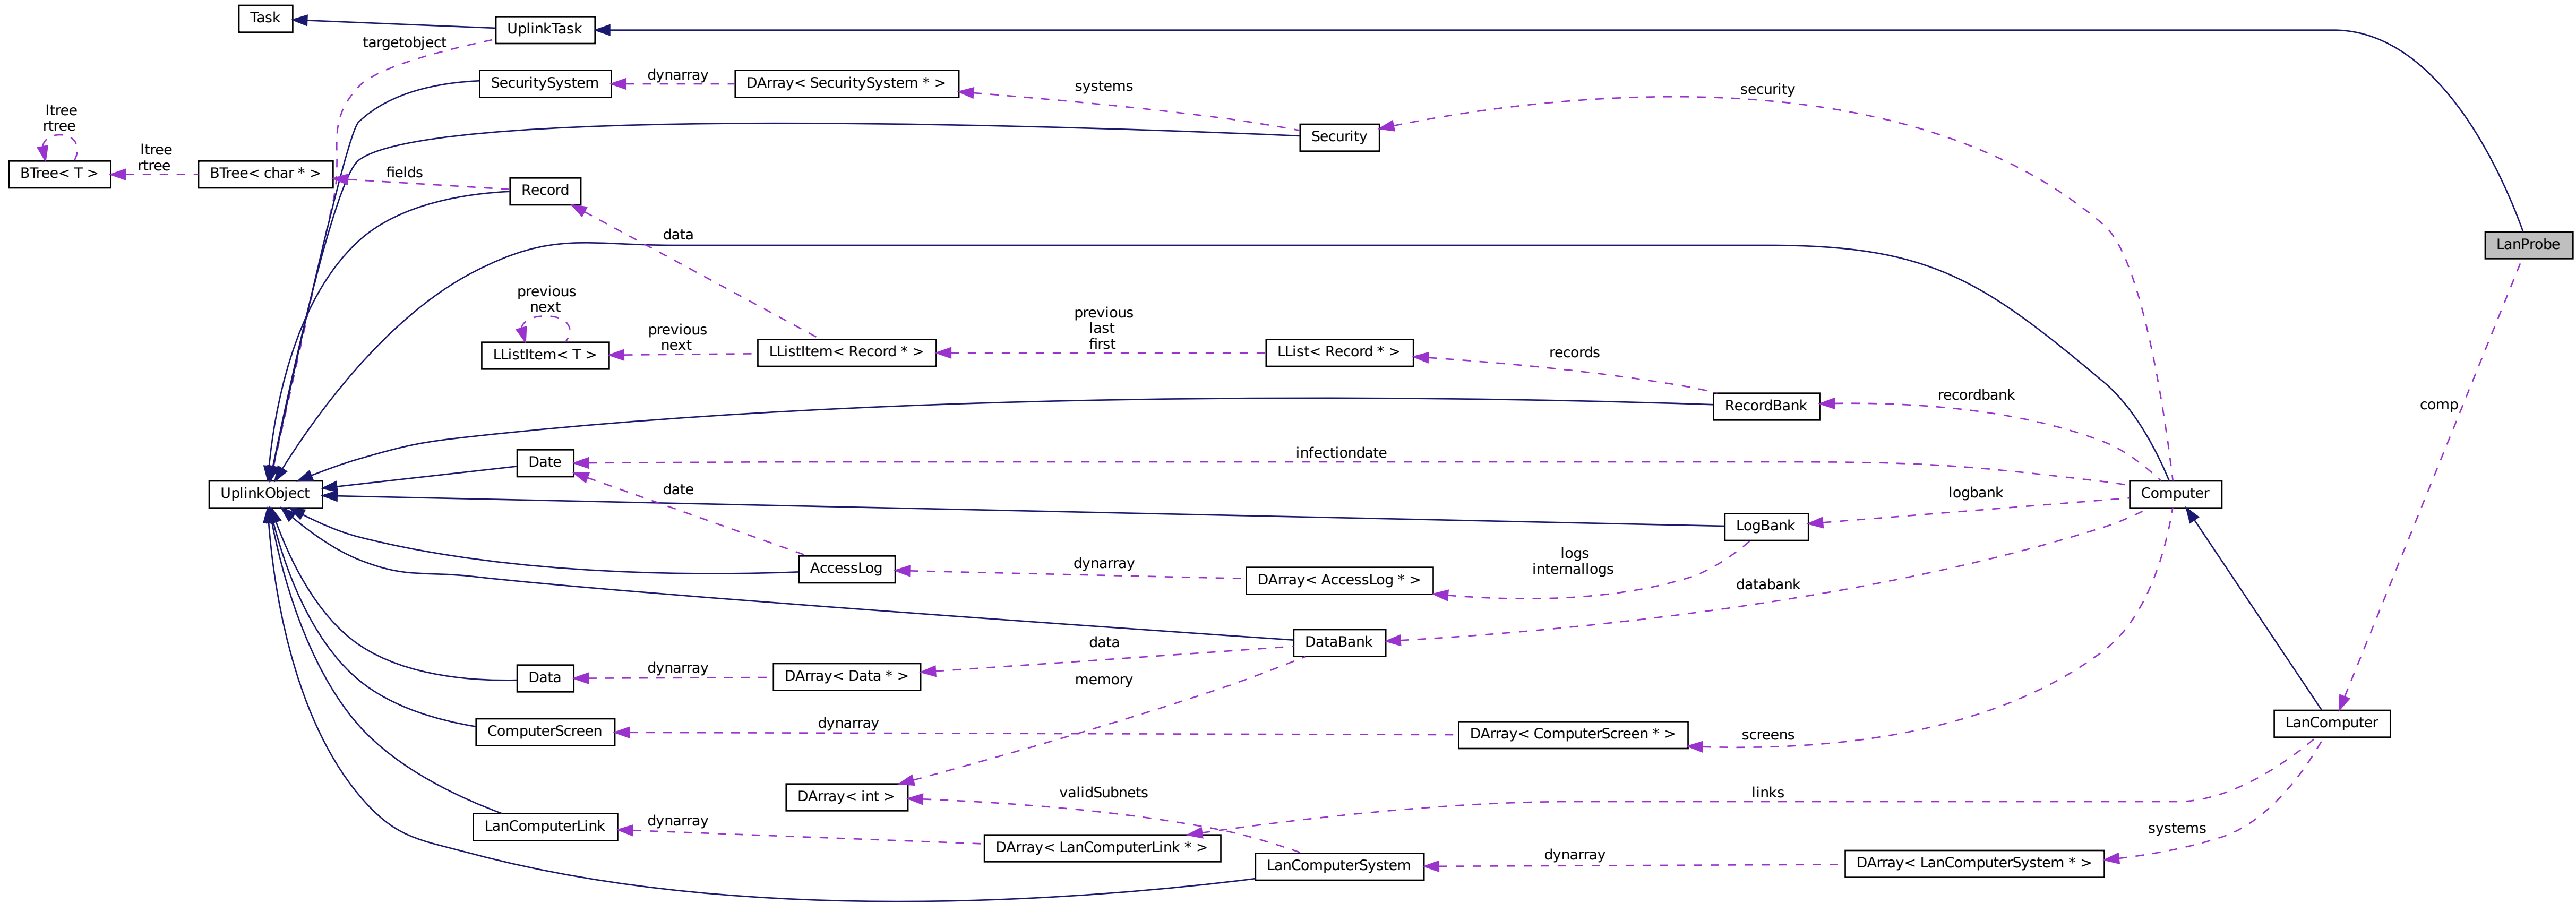 Task
UplinkTask
targetobject
SecuritySystem
dynarray
DArray< SecuritySystem * >
systems
security
Security
ltree
rtree
BTree< T >
ltree
rtree
BTree< char * >
fields
Record
data
LanProbe
previous
next
LListItem< T >
previous
next
LListItem< Record * >
previous
last
first
LList< Record * >
records
RecordBank
recordbank
comp
Date
infectiondate
UplinkObject
date
logbank
Computer
LogBank
AccessLog
dynarray
DArray< AccessLog * >
logs
internallogs
databank
DataBank
data
memory
Data
dynarray
DArray< Data * >
ComputerScreen
dynarray
DArray< ComputerScreen * >
screens
LanComputer
DArray< int >
validSubnets
links
LanComputerLink
dynarray
DArray< LanComputerLink * >
systems
LanComputerSystem
dynarray
DArray< LanComputerSystem * >